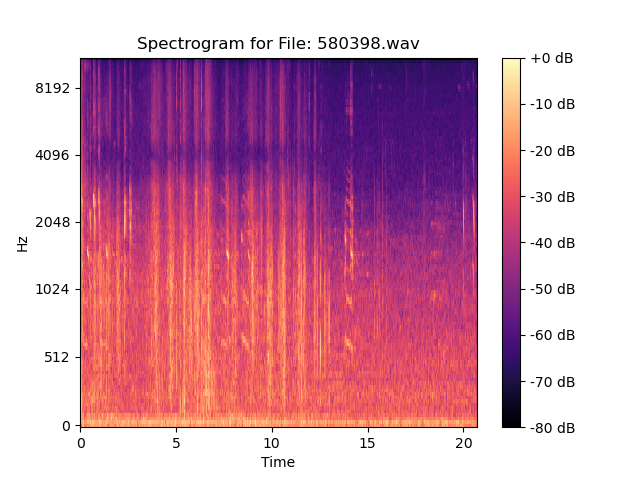 Spectrogram for File: 580398.wav
+0 dB
8192
-10 dB
4096
-20 dB
-30 dB
2048
Hz
-40 dB
1024
-50 dB
-60 dB
512
-70 dB
0
-80 dB
0 5 10 15 20
Time